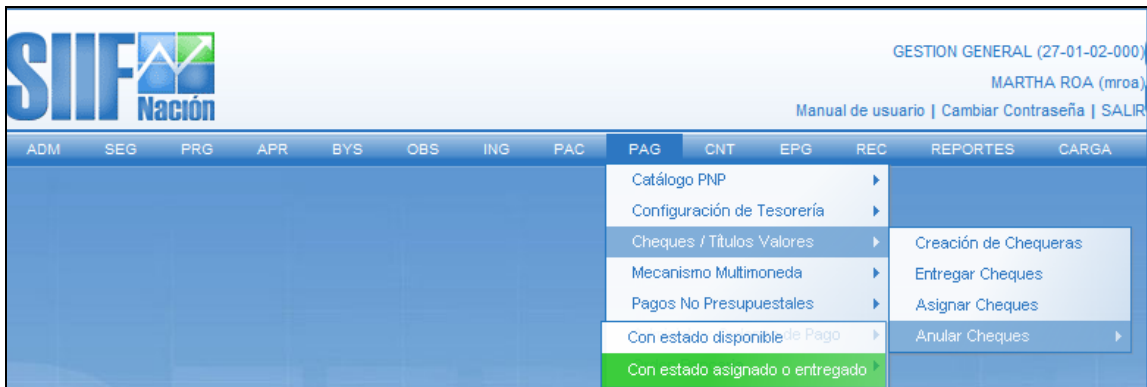 SIIF
Nación
GESTION GENERAL (27-01-02-000)
MARTHA ROA (mroa)
Manual de usuario | Cambiar Contraseña | SALIR
ADM SEG PRG APR BYS OBS ING PAC PAG CNT EPG REC REPORTES CARGA
Catálogo PNP
Configuración de Tesorería
Cheques / Títulos Valores
Mecanismo Multimoneda
Pagos No Presupuestales
de Pago
Con estado disponible
Con estado asignado o entregado
Creación de Chequeras
Entregar Cheques
Asignar Cheques
Anular Cheques